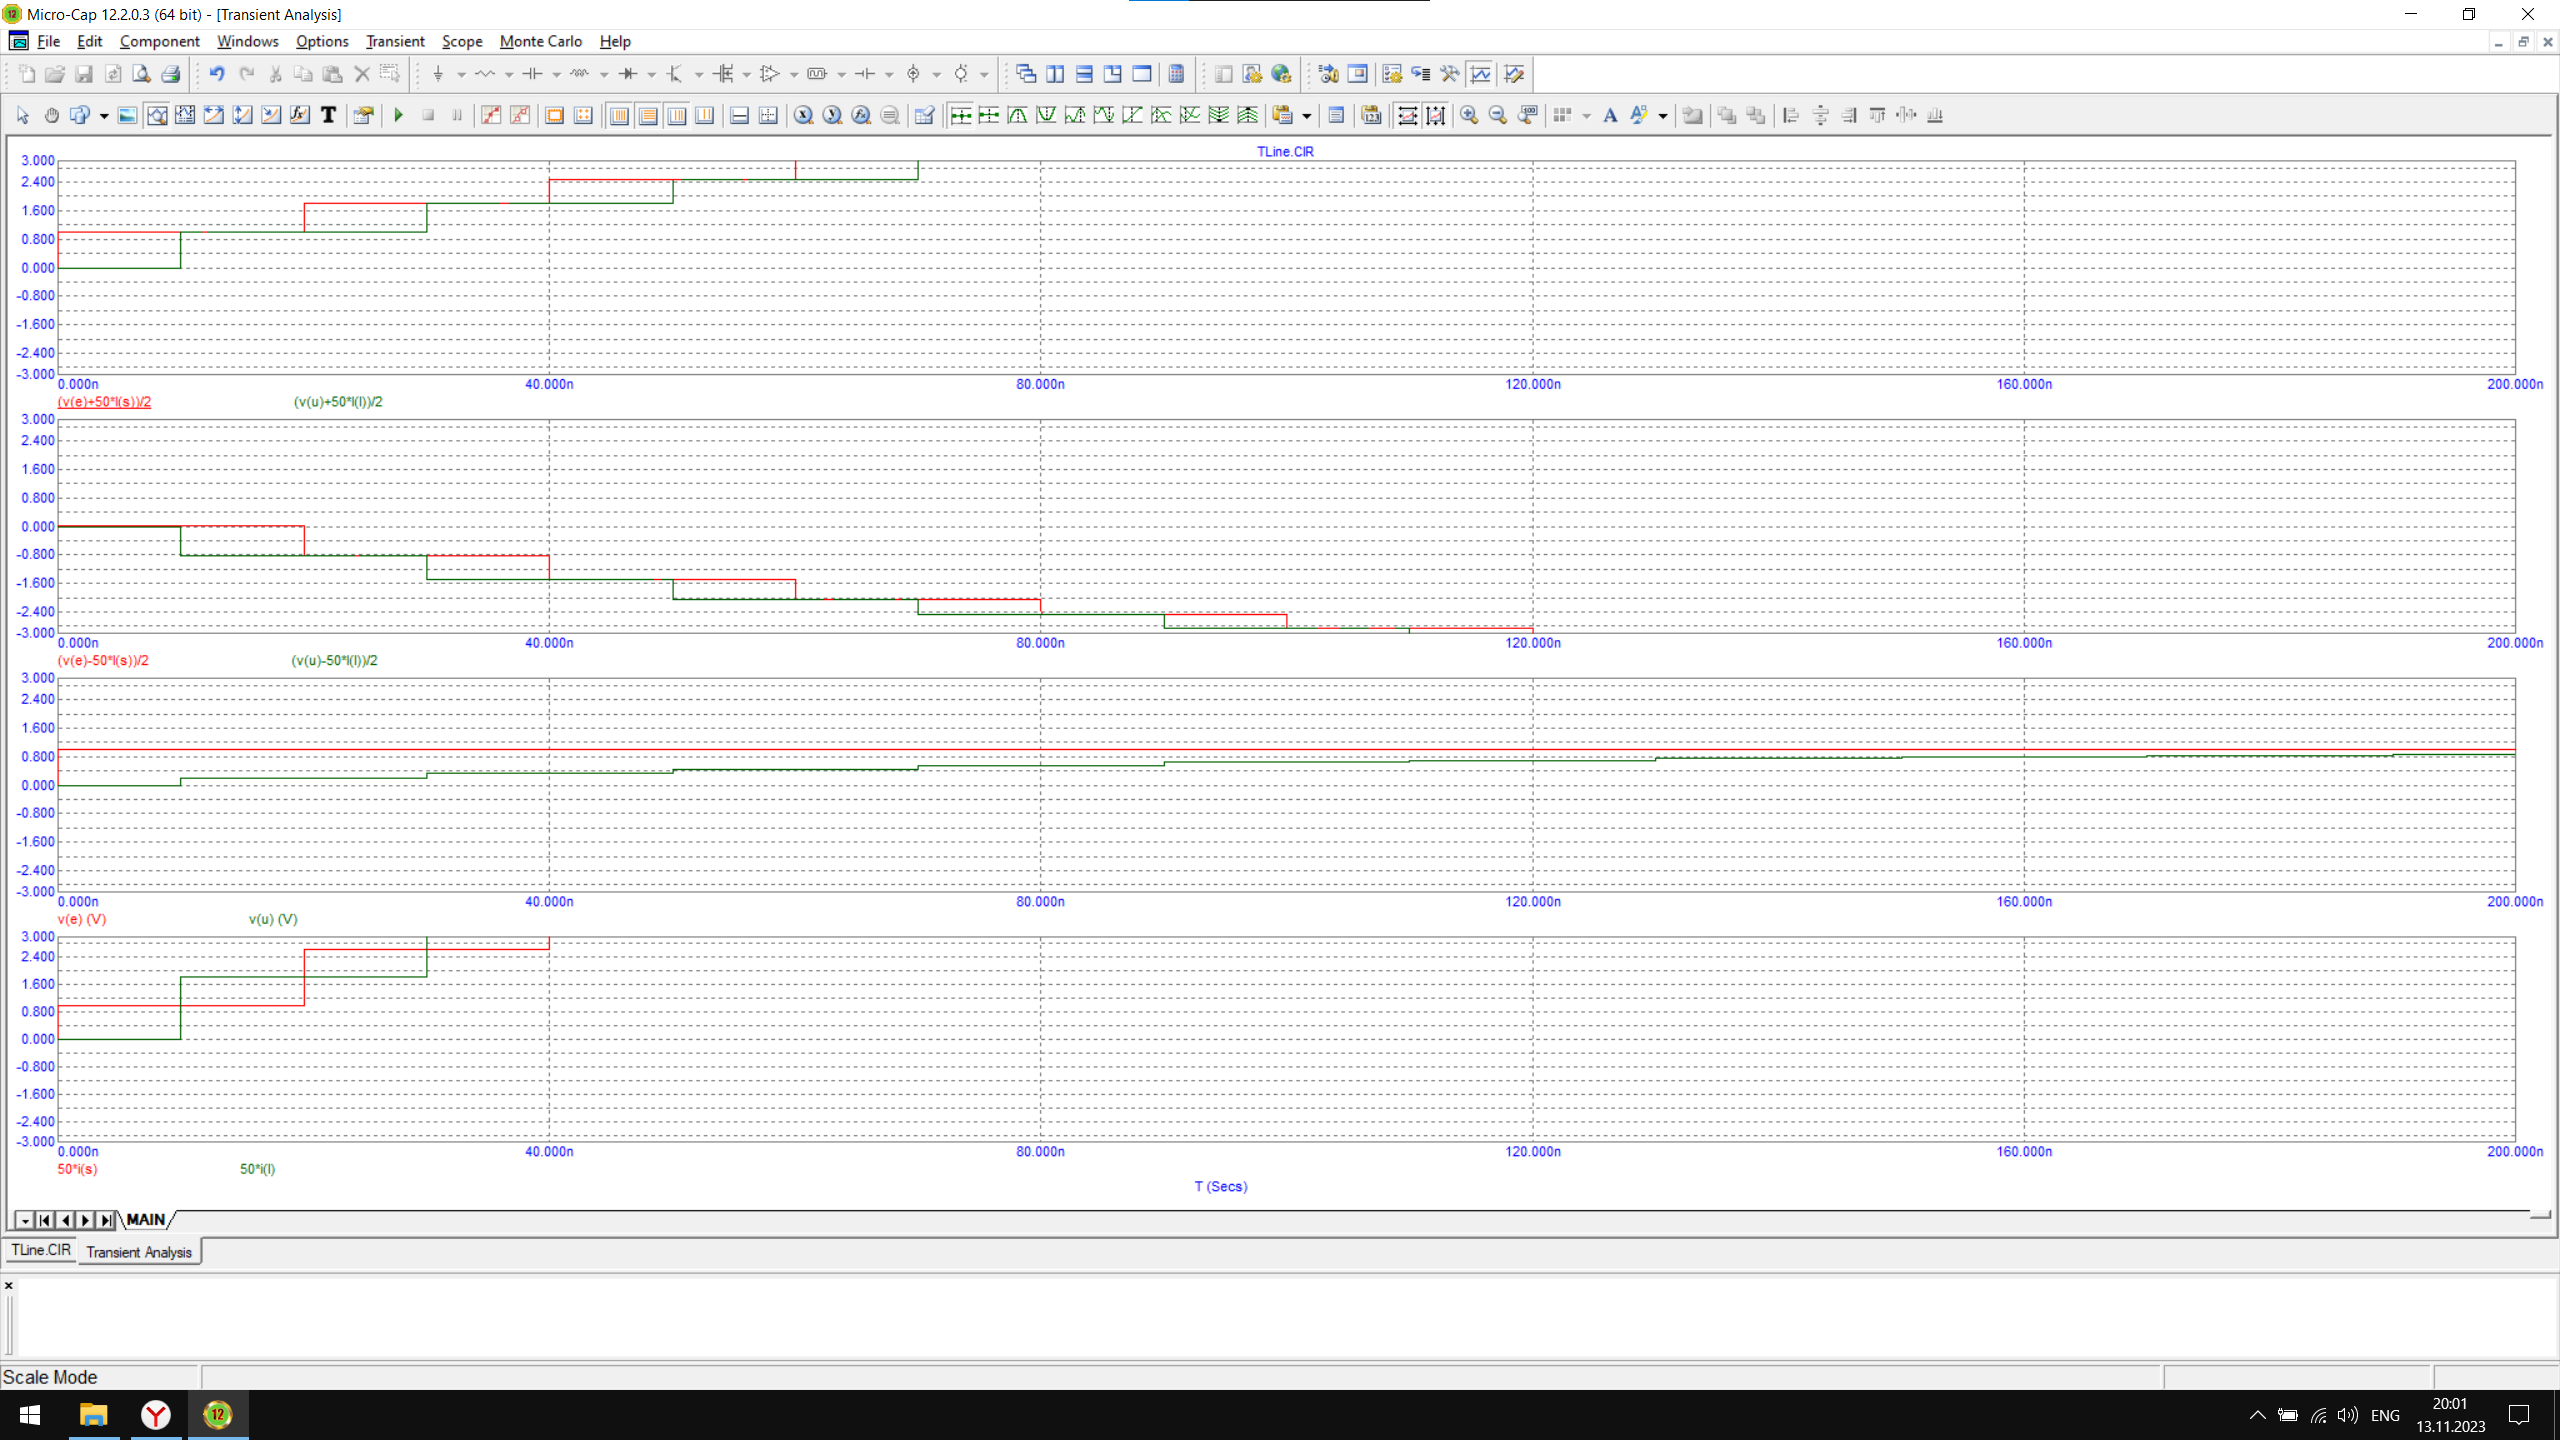 Micro-Cap 12.2.0.3 (64 bit) - [Transient Analysis]
File Edit Component Windows Options Transient Scope Monte Carlo Help
TLine.CIR
3.000
2.400
1.600
0.800
0.000
-0.800
-1.600
-2.400
-3.000
0.000n 40.000n 80.000n 120.000n 160.000n 200.000n
(v(e)+50*I(s))/2 (v(u)+50*I(l))/2
3.000
2.400
1.600
0.800
0.000
-0.800
-1.600
-2.400
-3.000
0.000n 40.000n 80.000n 120.000n 160.000n 200.000n
(v(e)-50*I(s))/2 (v(u)-50*I(l))/2
3.000
2.400
1.600
0.800
0.000
-0.800
-1.600
-2.400
-3.000
0.000n 40.000n 80.000n 120.000n 160.000n 200.000n
v(e) (V) v(u) (V)
3.000
2.400
1.600
0.800
0.000
-0.800
-1.600
-2.400
-3.000
0.000n 40.000n 80.000n 120.000n 160.000n 200.000n
50*i(s) 50*i(l)
T (Secs)
MAIN
TLine.CIR Transient Analysis
Scale Mode
ENG
20:01
13.11.2023